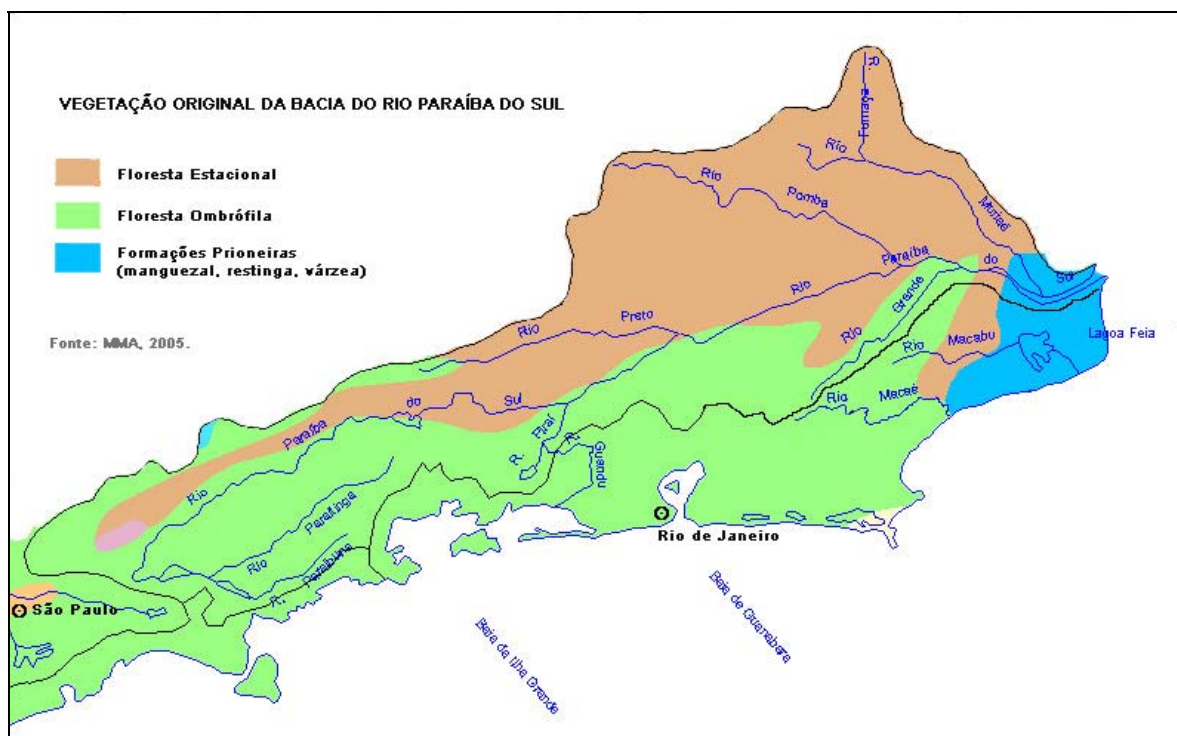 VEGETAÇÃO ORIGINAL DA BACIA DO RIO PARAÍBA DO SUL
Floresta Estacional
Floresta Ombrófila
Formações Prioneiras
(manguezal, restinga, várzea)
Fonte: MMA, 2005.
R. Fumaça
Rio Muriaé
Rio Pomba
Rio Paraíba do Sul
Rio Grande
Rio Preto
Lagoa Feia
Rio Macabu
Rio Macaé
Rio Paraíba do Sul
R. Piraí
R. Guandu
Rio Paraitinga
R. Paraibuna
Rio de Janeiro
São Paulo
Baia de Guanabara
Baia da Ilha Grande